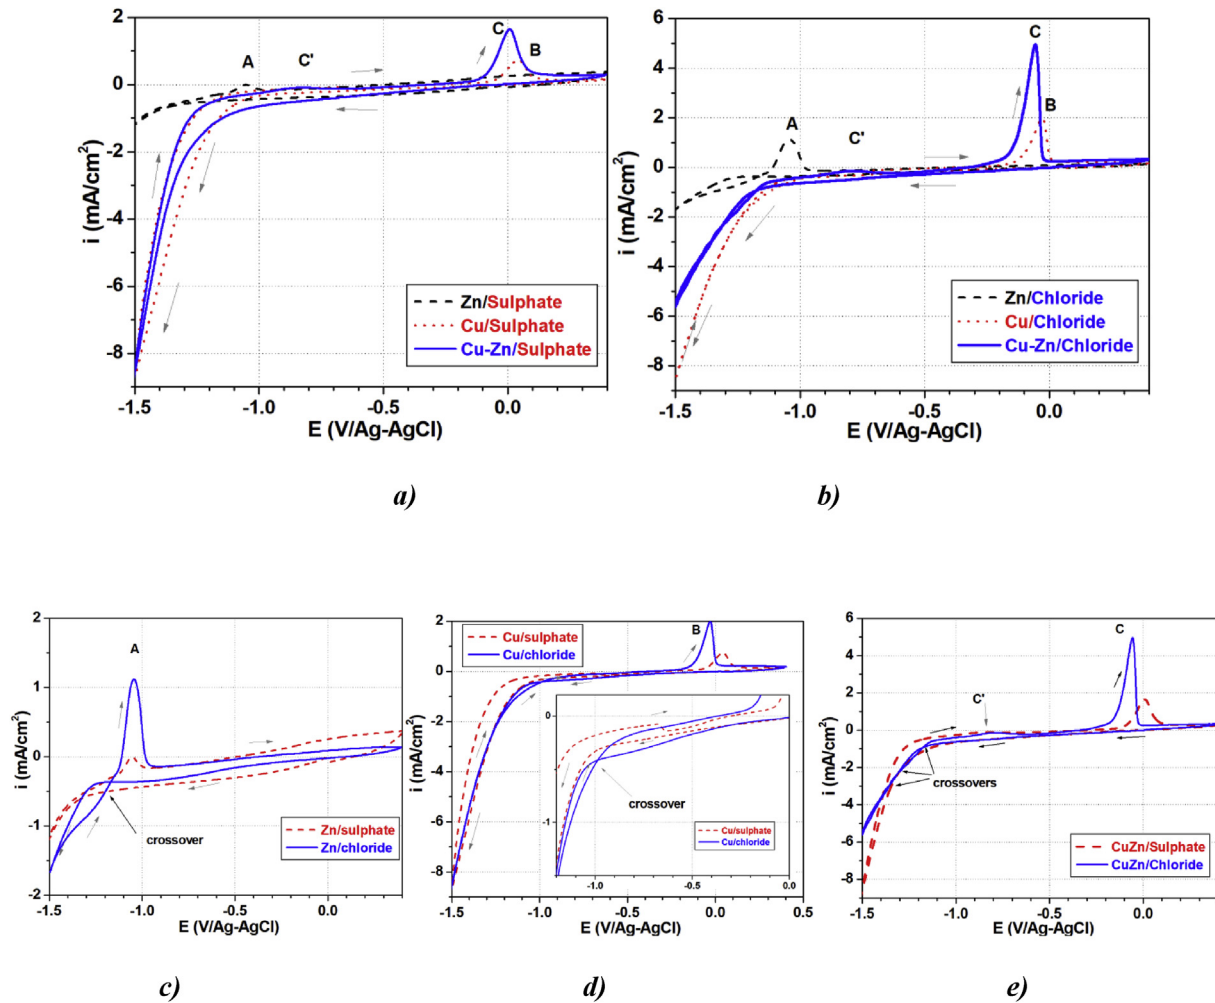 2
0
-2
-4
-6
-8
i (mA/cm²)
A
C'
C
B
Zn/Sulphate
Cu/Sulphate
Cu-Zn/Sulphate
-1.5
-1.0
-0.5
0.0
E (V/Ag-AgCl)
a)
6
4
2
0
-2
-4
-6
-8
i (mA/cm²)
A
C'
C
B
Zn/Chloride
Cu/Chloride
Cu-Zn/Chloride
-1.5
-1.0
-0.5
0.0
E (V/Ag-AgCl)
b)
2
1
0
-1
-2
i (mA/cm²)
A
crossover
Zn/sulphate
Zn/chloride
-1.5
-1.0
-0.5
0.0
E (V/Ag-AgCl)
c)
2
0
-2
-4
-6
-8
i (mA/cm²)
Cu/sulphate
Cu/chloride
B
0
-1
crossover
Cu/sulphate
Cu/chloride
-1.0
-0.5
0.0
-1.5
-1.0
-0.5
0.0
0.5
E (V/Ag-AgCl)
d)
6
4
2
0
-2
-4
-6
-8
i (mA/cm²)
C
C'
crossovers
CuZn/Sulphate
CuZn/Chloride
-1.5
-1.0
-0.5
0.0
E (V/Ag-AgCl)
e)